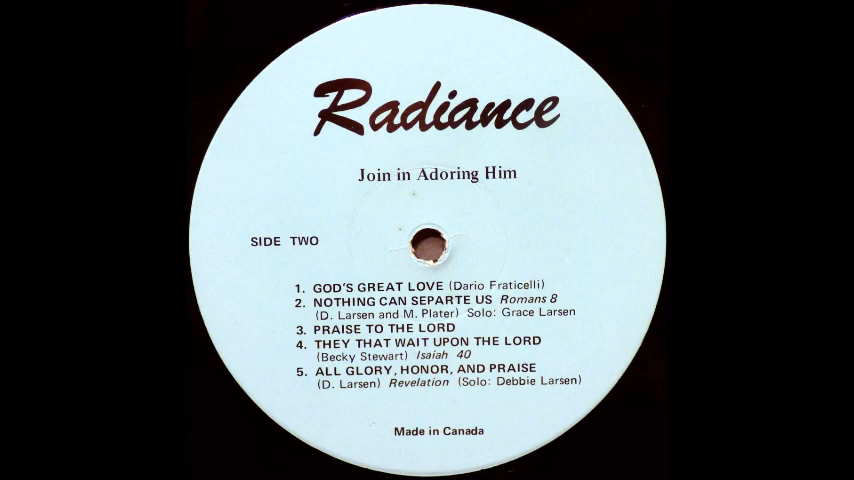 Radiance
Join in Adoring Him
SIDE TWO
1. GOD'S GREAT LOVE (Dario Fraticelli)
2. NOTHING CAN SEPARTE US Romans 8
(D. Larsen and M. Plater) Solo: Grace Larsen
3. PRAISE TO THE LORD
4. THEY THAT WAIT UPON THE LORD
(Becky Stewart) Isaiah 40
5. ALL GLORY, HONOR, AND PRAISE
(D. Larsen) Revelation (Solo: Debbie Larsen)
Made in Canada